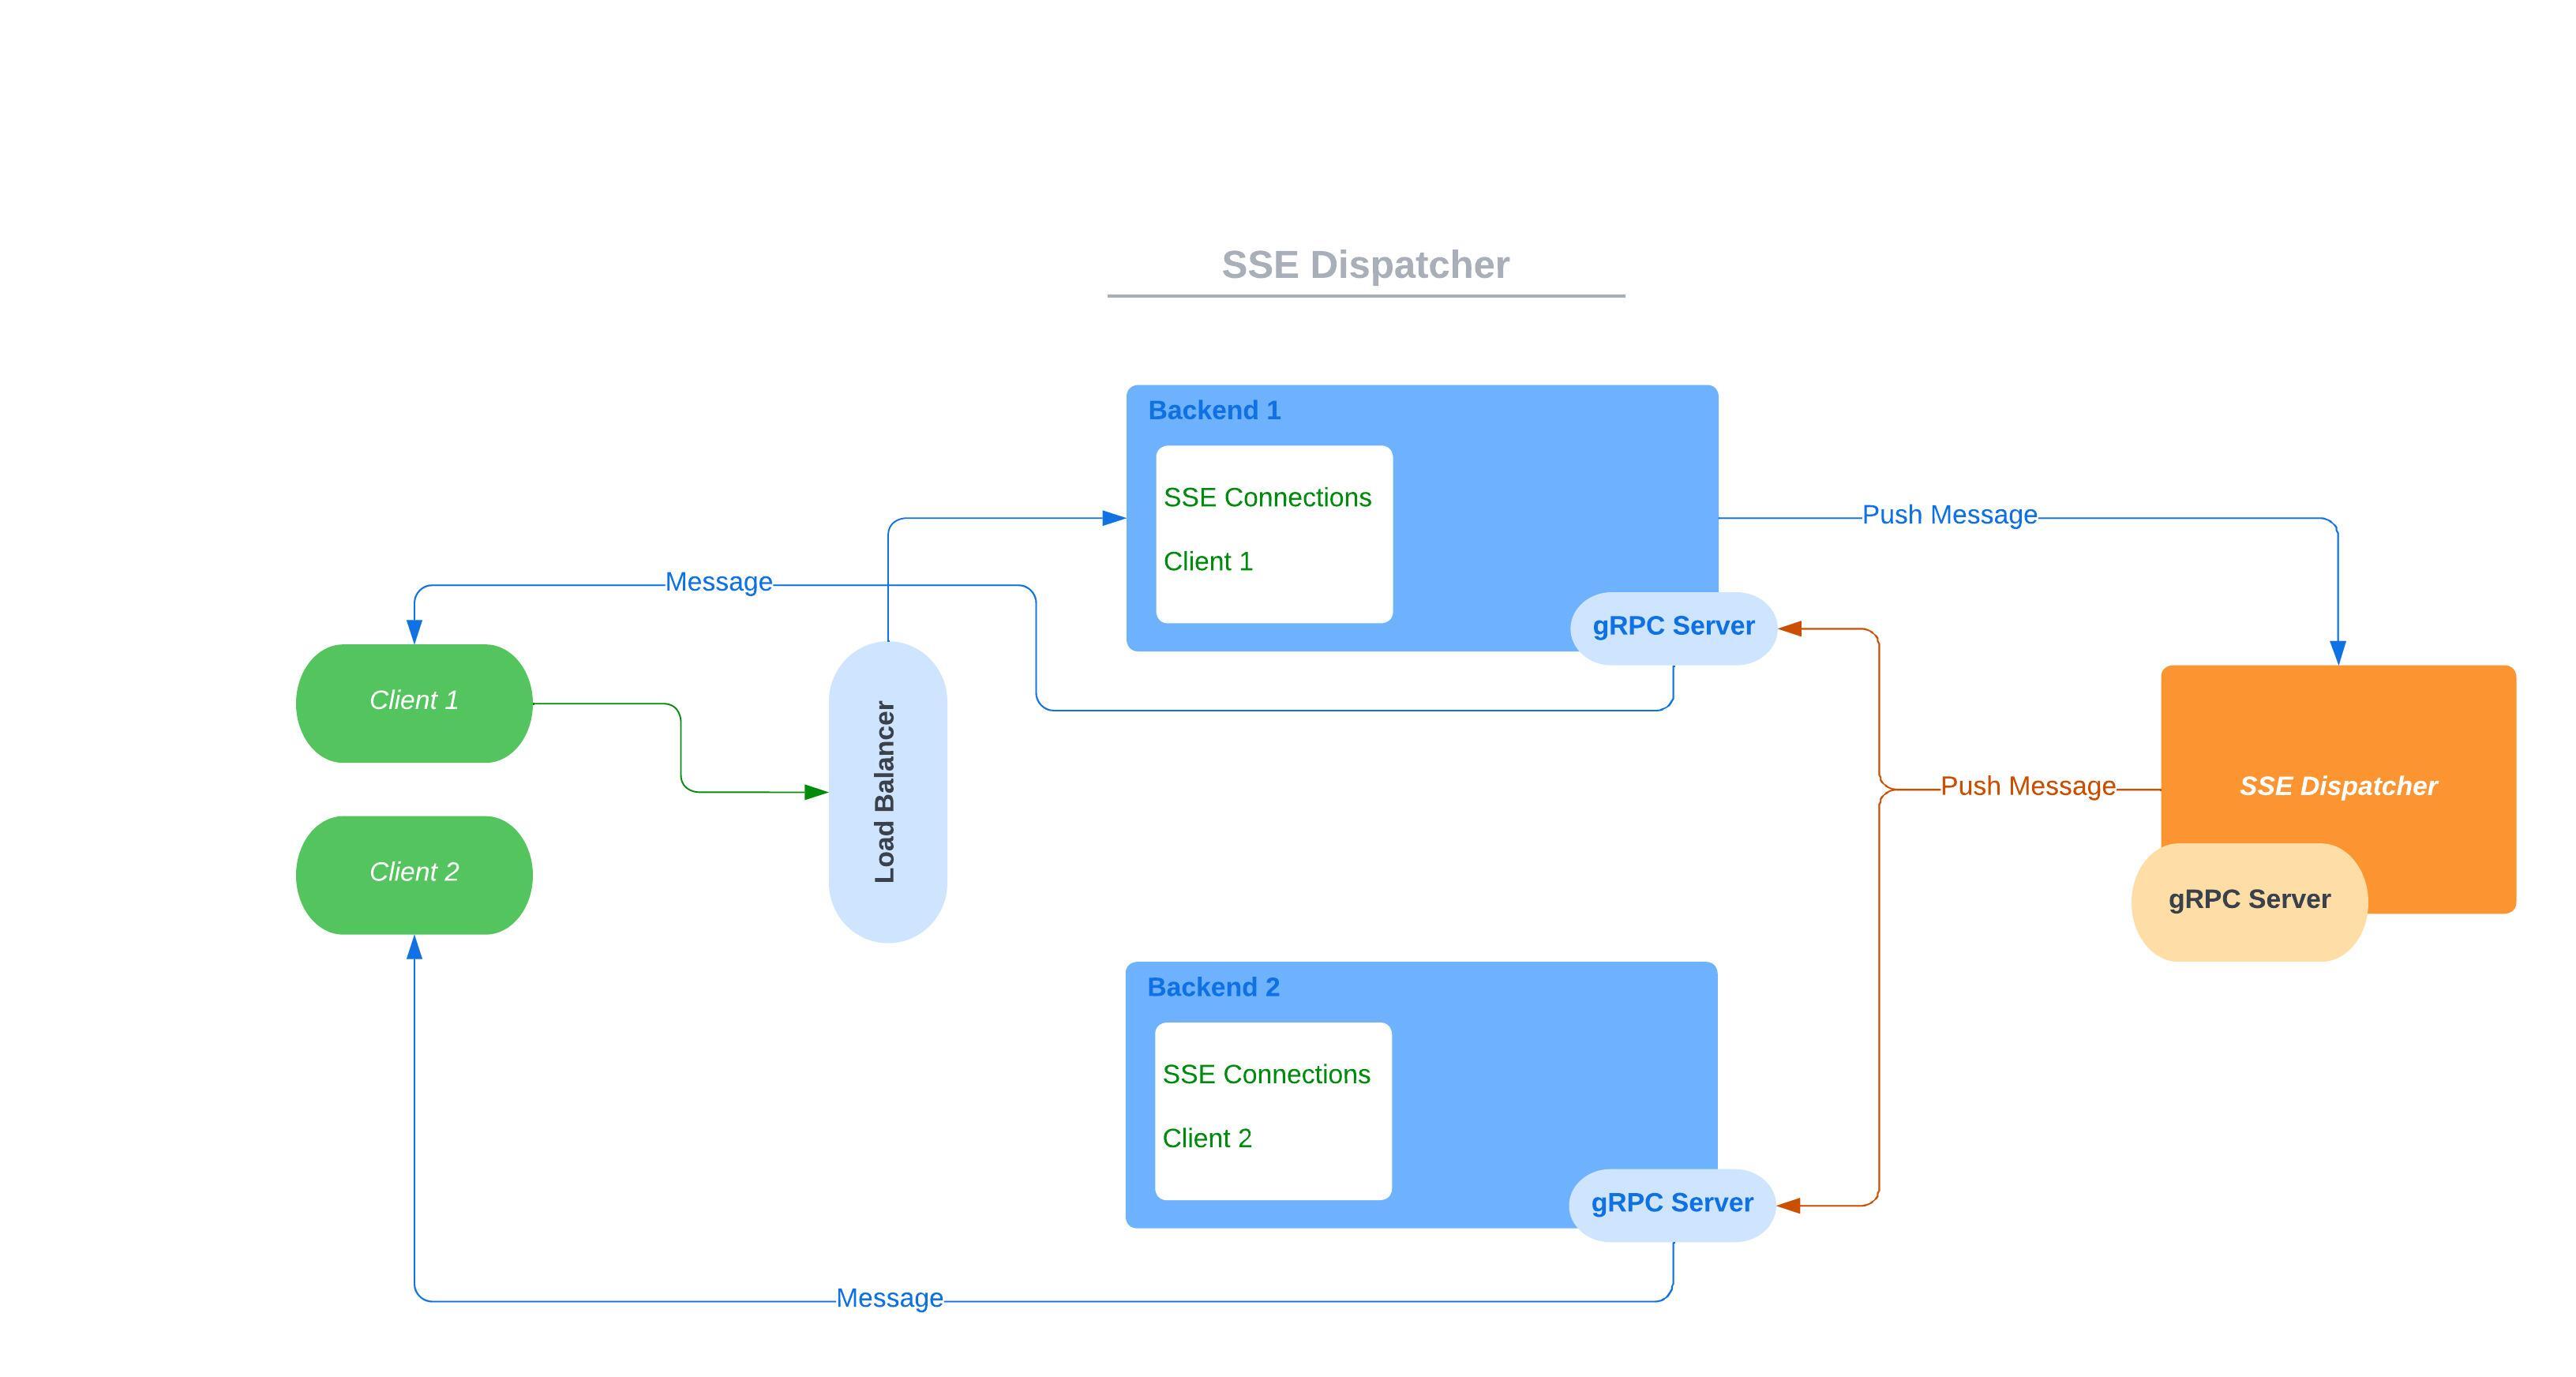 SSE Dispatcher
Backend 1
SSE Connections
Client 1
gRPC Server
Push Message
Message
Client 1
Client 2
Load Balancer
Push Message
SSE Dispatcher
gRPC Server
Backend 2
SSE Connections
Client 2
gRPC Server
Message